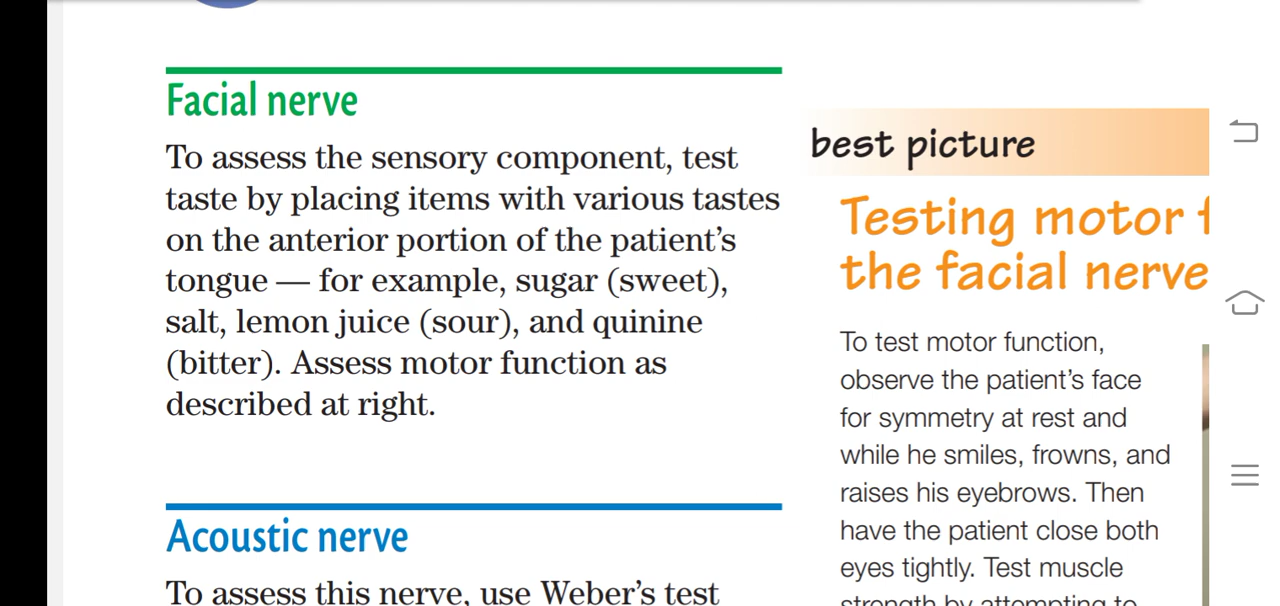 Facial nerve
To assess the sensory component, test
taste by placing items with various tastes
on the anterior portion of the patient’s
tongue — for example, sugar (sweet),
salt, lemon juice (sour), and quinine
(bitter). Assess motor function as
described at right.
Acoustic nerve
To assess this nerve, use Weber’s test
best picture
Testing motor
the facial nerve
To test motor function,
observe the patient’s face
for symmetry at rest and
while he smiles, frowns, and
raises his eyebrows. Then
have the patient close both
eyes tightly. Test muscle
strength by attempting to